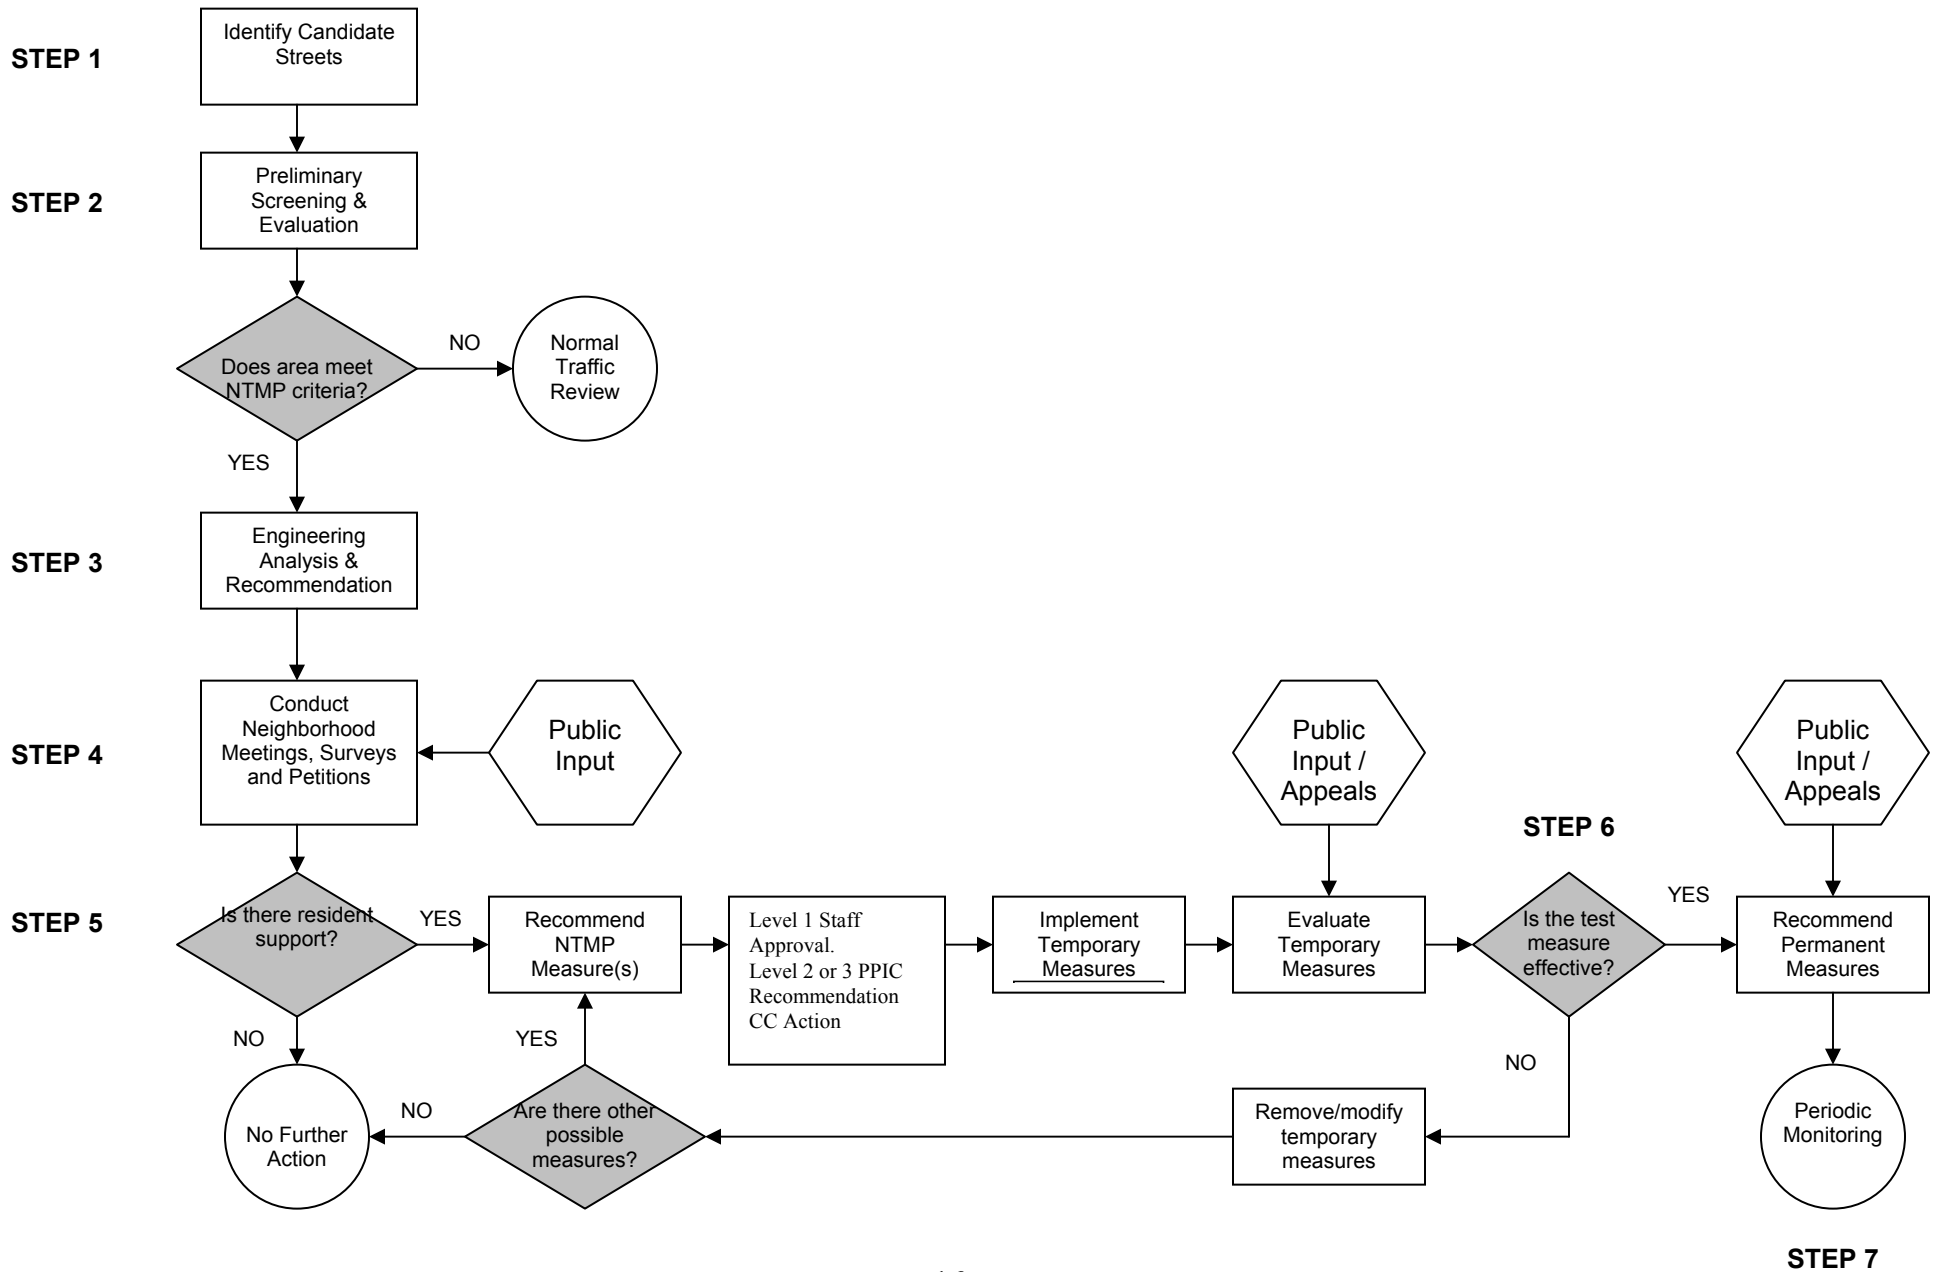 STEP 1
Identify Candidate
Streets
STEP 2
Preliminary
Screening &
Evaluation
Does area meet
NTMP criteria?
NO
Normal
Traffic
Review
YES
STEP 3
Engineering
Analysis &
Recommendation
STEP 4
Conduct
Neighborhood
Meetings, Surveys
and Petitions
Public
Input
Public
Input /
Appeals
Public
Input /
Appeals
STEP 5
Is there resident
support?
YES
Recommend
NTMP
Measure(s)
Level 1 Staff
Approval.
Level 2 or 3 PPIC
Recommendation
CC Action
Implement
Temporary
Measures
Evaluate
Temporary
Measures
STEP 6
Is the test
measure
effective?
YES
Recommend
Permanent
Measures
NO
No Further
Action
NO
Are there other
possible
measures?
YES
Remove/modify
temporary
measures
NO
Periodic
Monitoring
STEP 7